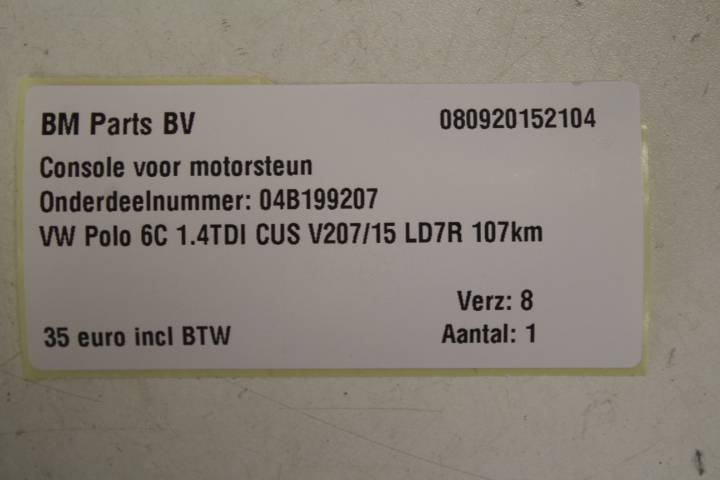 BM Parts BV 080920152104
Console voor motorsteun
Onderdeelnummer: 04B199207
VW Polo 6C 1.4TDI CUS V207/15 LD7R 107km
Verz: 8
35 euro incl BTW Aantal: 1